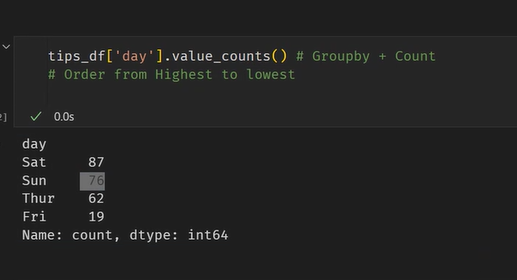 tips_df['day'].value_counts() # Groupby + Count
# Order from Highest to lowest
]
0.0s
day
Sat 87
Sun 76
Thur 62
Fri 19
Name: count, dtype: int64